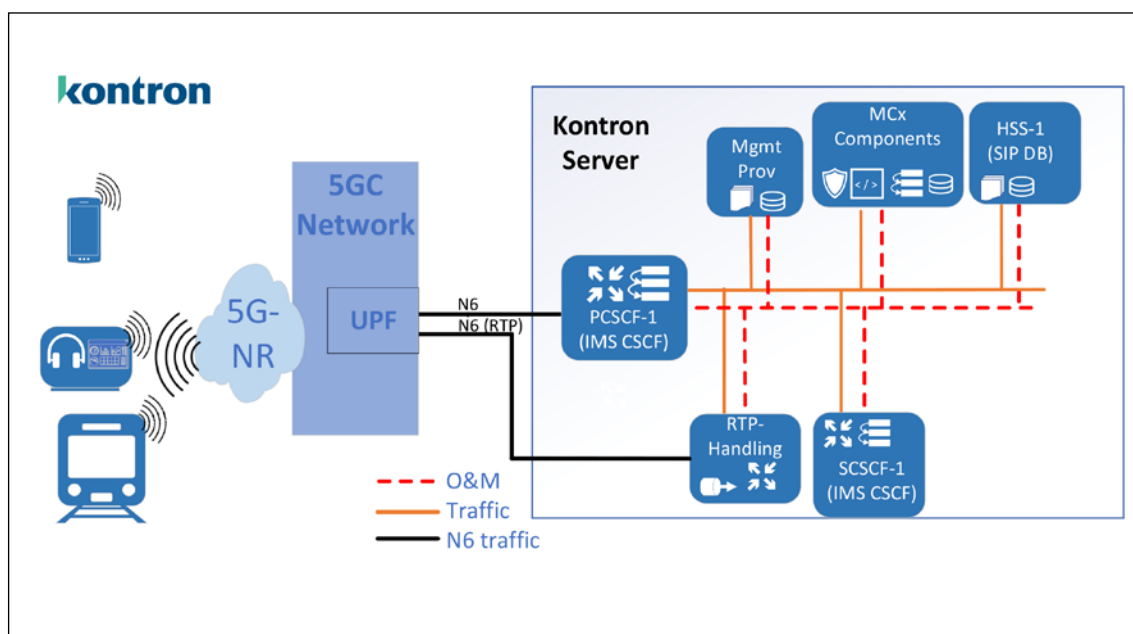 kontron
Kontron
Server
Mgmt
Prov
MCx
Components
</>
HSS-1
(SIP DB)
5GC
Network
5G-
NR
UPF
N6
N6 (RTP)
PCSCF-1
(IMS CSCF)
RTP-
Handling
SCSCF-1
(IMS CSCF)
O&M
Traffic
N6 traffic